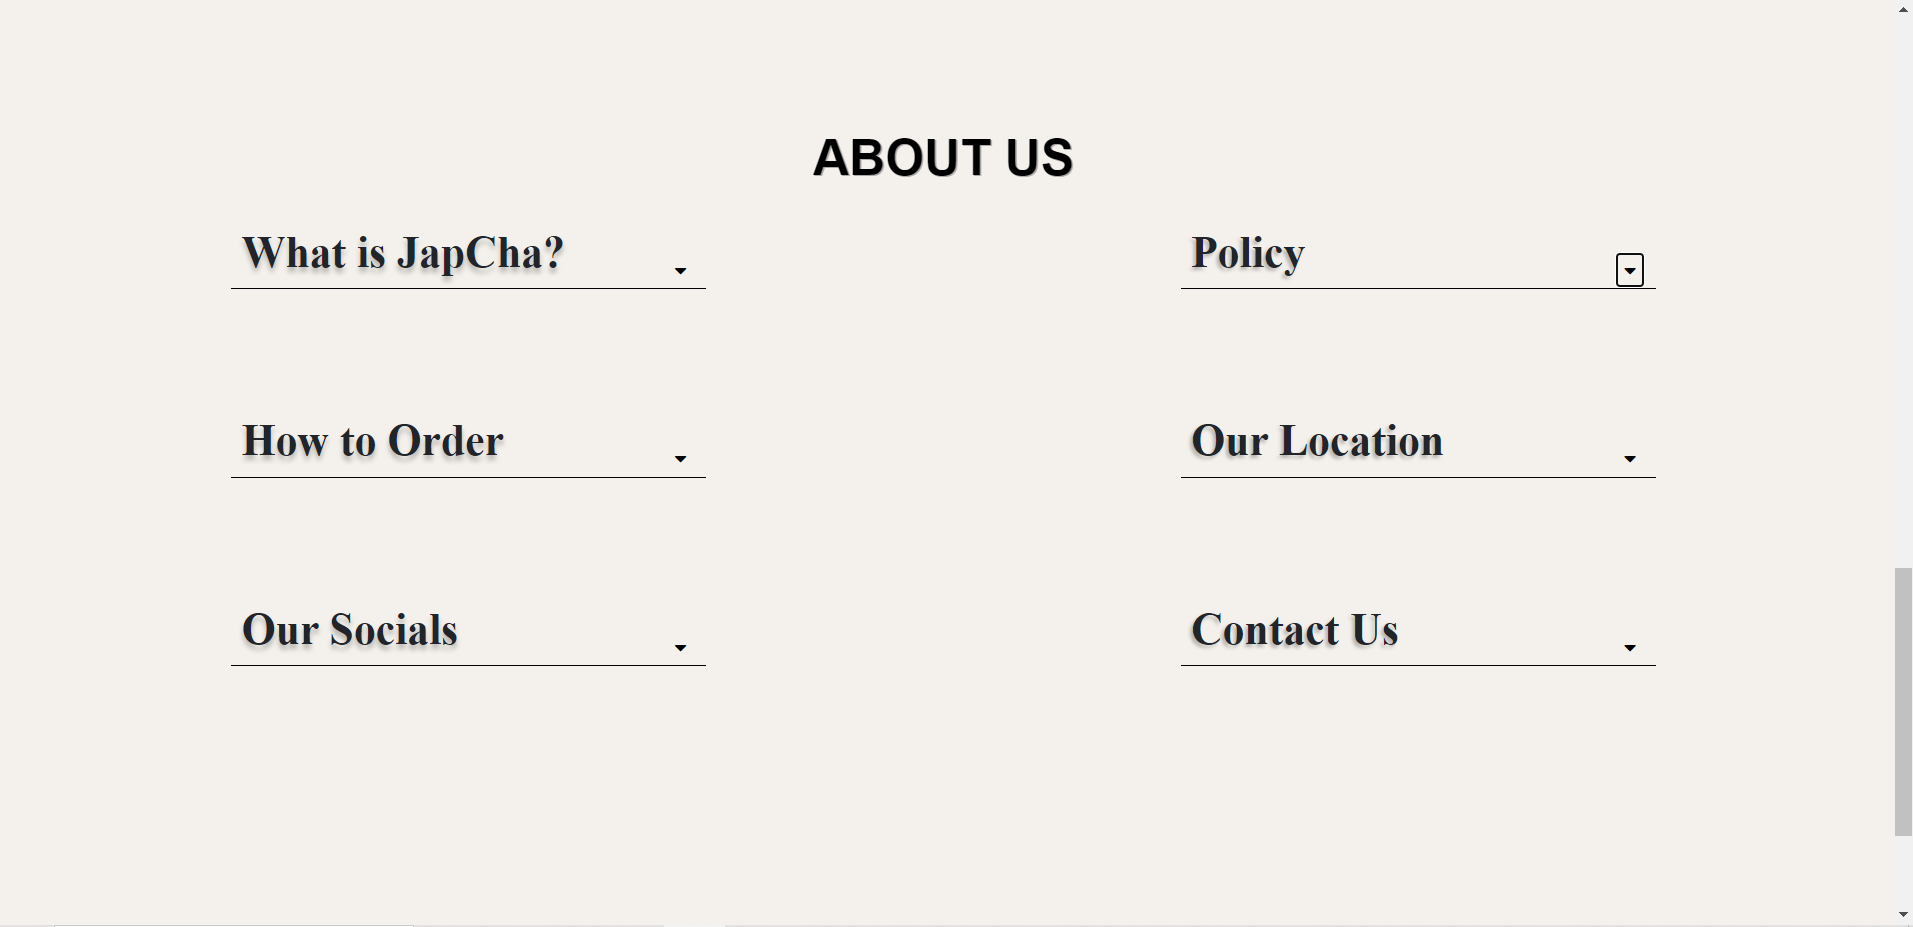 ABOUT US
What is JapCha?
Policy
How to Order
Our Location
Our Socials
Contact Us